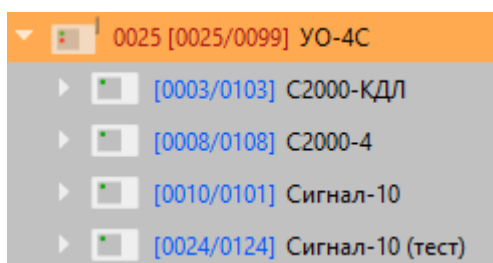 0025 [0025/0099] УО-4С
[0003/0103] С2000-КДЛ
[0008/0108] С2000-4
[0010/0101] Сигнал-10
[0024/0124] Сигнал-10 (тест)